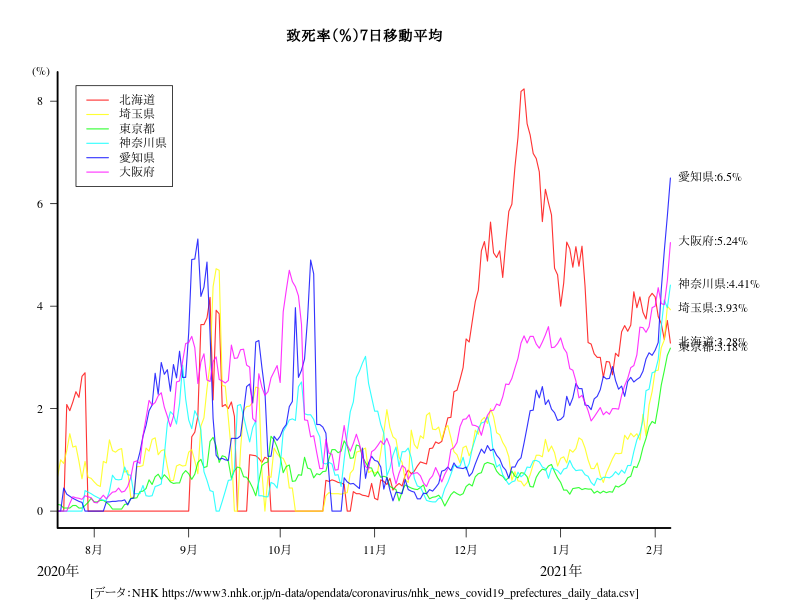 致死率(%)7日移動平均
(%)
8
6
4
2
0
北海道
埼玉県
東京都
神奈川県
愛知県
大阪府
愛知県:6.5%
大阪府:5.24%
神奈川県:4.41%
埼玉県:3.93%
北海道:3.28%
東京都:3.18%
8月 9月 10月 11月 12月 1月 2月
2020年 2021年
[データ:NHK https://www3.nhk.or.jp/n-data/opendata/coronavirus/nhk_news_covid19_prefectures_daily_data.csv]